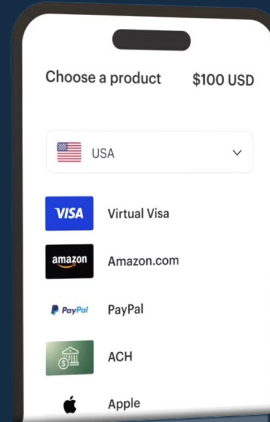 Choose a product $100 USD
USA
VISA Virtual Visa
amazon Amazon.com
PayPal PayPal
ACH
Apple